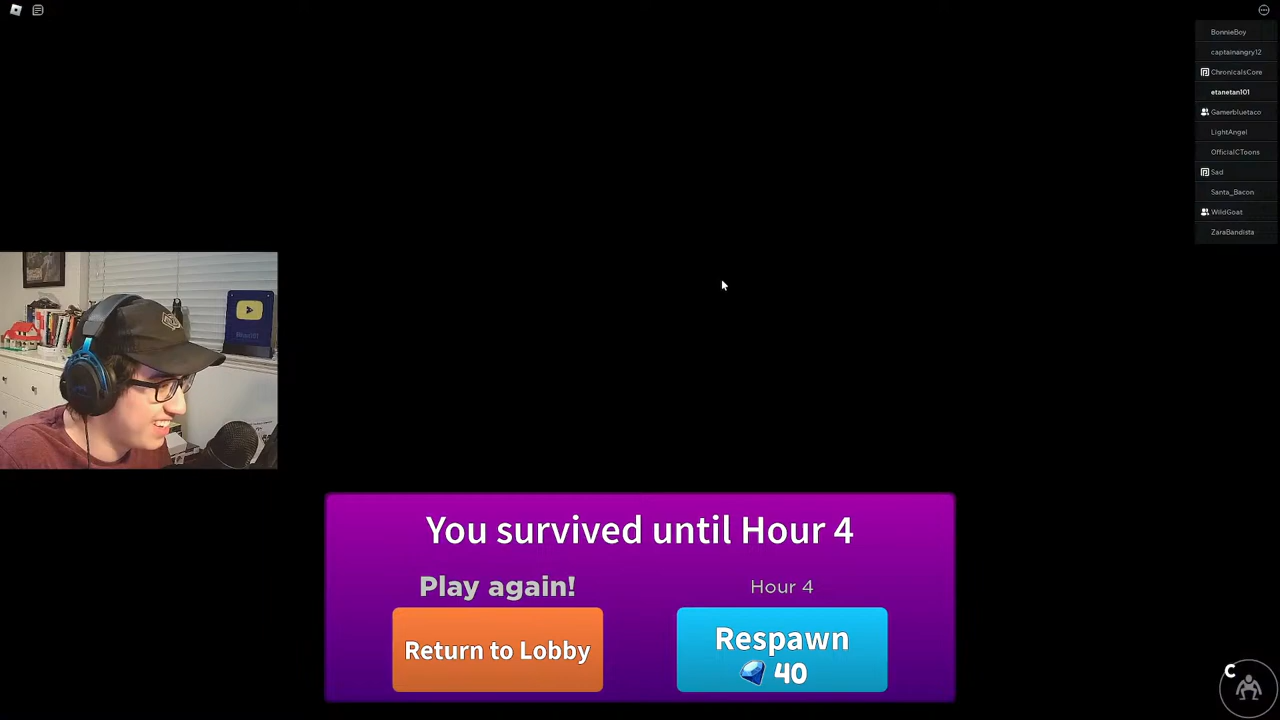 BonnieBoy
captainangry12
ChronicalsCore
etanetan101
Gamerbluetaco
LightAngel
OfficialCToons
Sad
Santa_Bacon
WildGoat
ZaraBandista
You survived until Hour 4
Play again!
Hour 4
Return to Lobby
Respawn
40
C